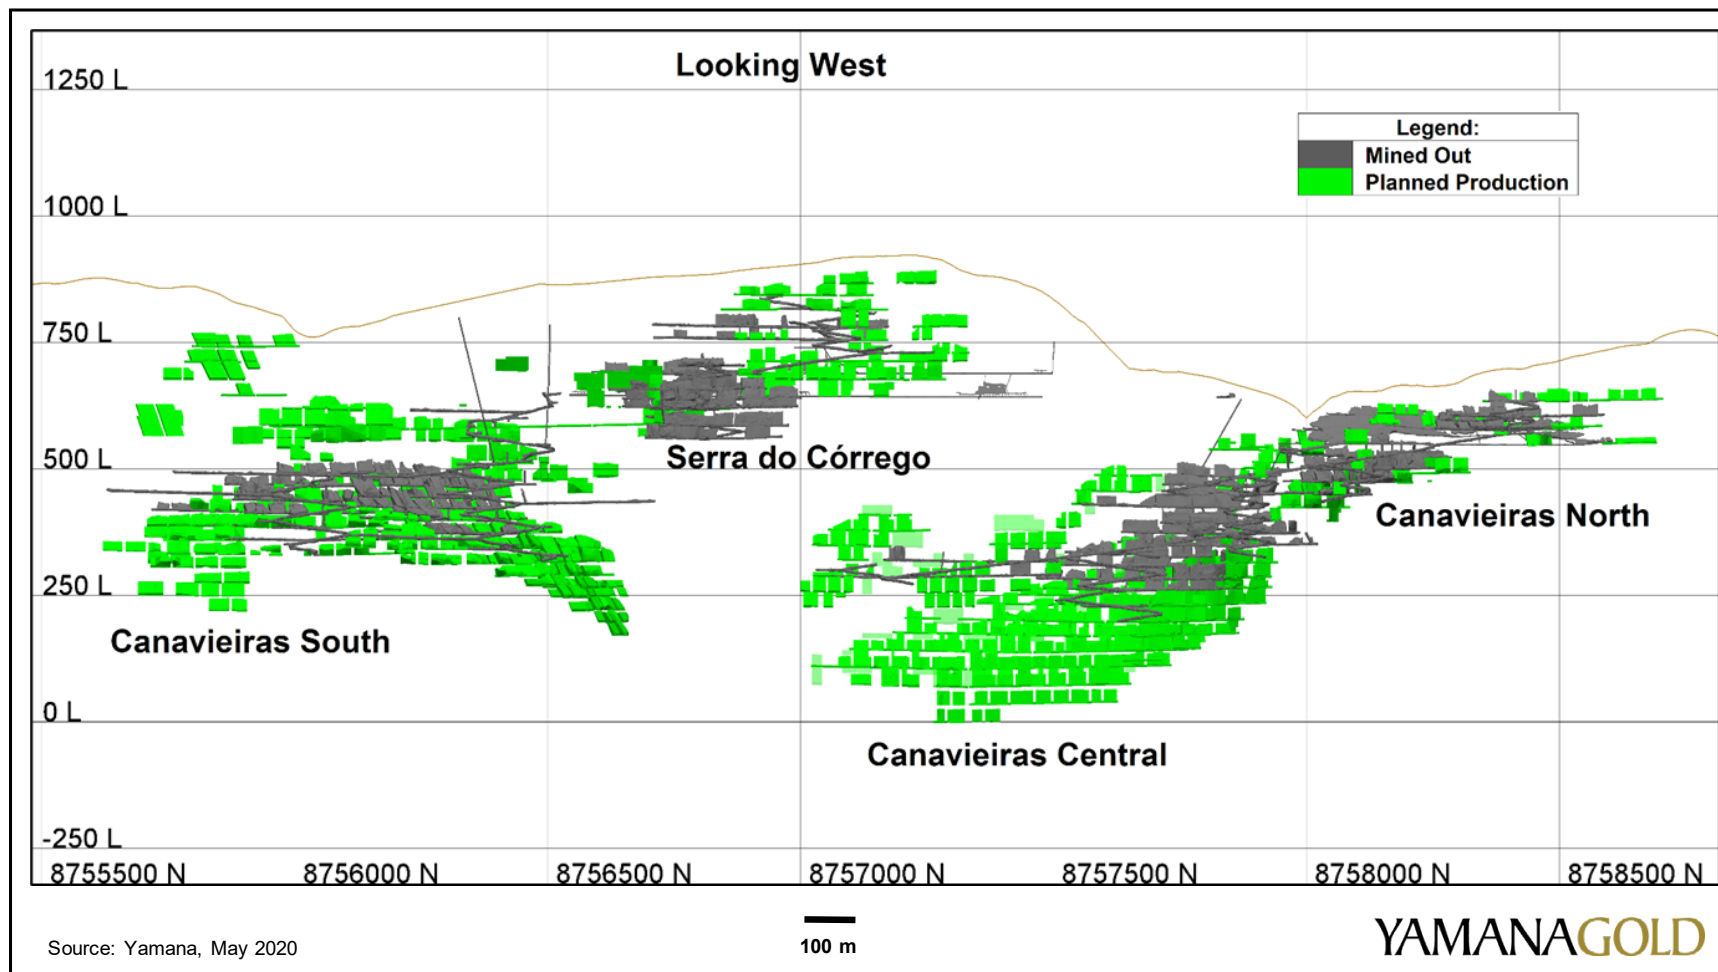 Looking West
1250 L
Legend:
Mined Out
Planned Production
1000 L
750 L
500 L
Serra do Córrego
Canavieiras North
250 L
Canavieiras South
0 L
Canavieiras Central
-250 L
8755500 N 8756000 N 8756500 N 8757000 N 8757500 N 8758000 N 8758500 N
Source: Yamana, May 2020
100 m
YAMANAGOLD